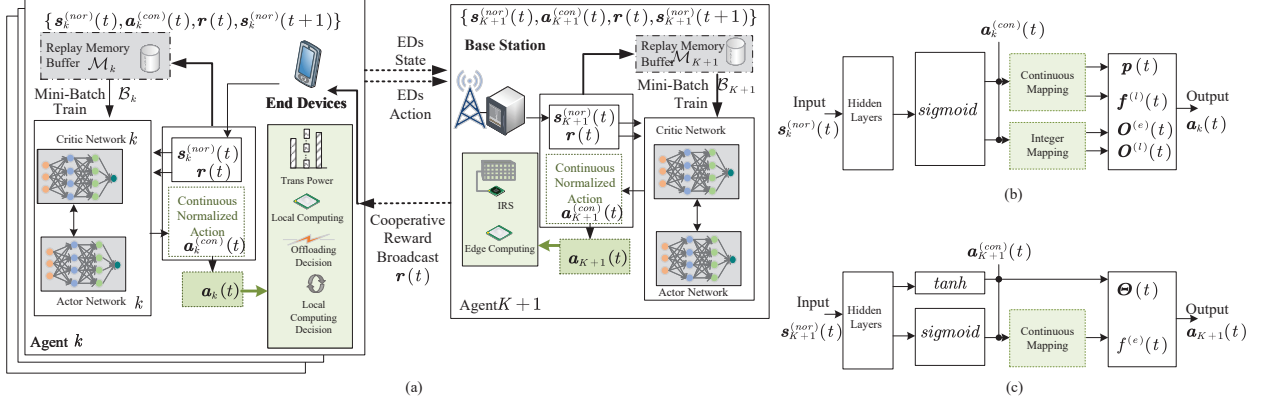 {s_k^{(nor)}(t), a_k^{(con)}(t), r(t), s_k^{(nor)}(t+1)}
Replay Memory
Buffer M_k
Mini-Batch
Train
B_k
Critic Network k
s_k^{(nor)}(t)
r(t)
Continuous
Normalized
Action
a_k^{(con)}(t)
Actor Network k
a_k(t)
End Devices
Trans Power
Local Computing
Offloading
Decision
Local
Computing
Decision
Agent k
EDs
State
EDs
Action
Cooperative
Reward
Broadcast
r(t)
(a)
{s_{K+1}^{(nor)}(t), a_{K+1}^{(con)}(t), r(t), s_{K+1}^{(nor)}(t+1)}
Base Station
Replay Memory
Buffer M_{K+1}
Mini-Batch
Train
B_{K+1}
s_{K+1}^{(nor)}(t)
r(t)
Critic Network
IRS
Edge Computing
Continuous
Normalized
Action
a_{K+1}^{(con)}(t)
a_{K+1}(t)
Actor Network
Agent K+1
a_k^{(con)}(t)
Input
s_k^{(nor)}(t)
Hidden
Layers
sigmoid
Continuous
Mapping
Integer
Mapping
p(t)
f^{(l)}(t)
O^{(e)}(t)
O^{(l)}(t)
Output
a_k(t)
(b)
a_{K+1}^{(con)}(t)
Input
s_{K+1}^{(nor)}(t)
Hidden
Layers
tanh
sigmoid
Continuous
Mapping
Θ(t)
f^{(e)}(t)
Output
a_{K+1}(t)
(c)